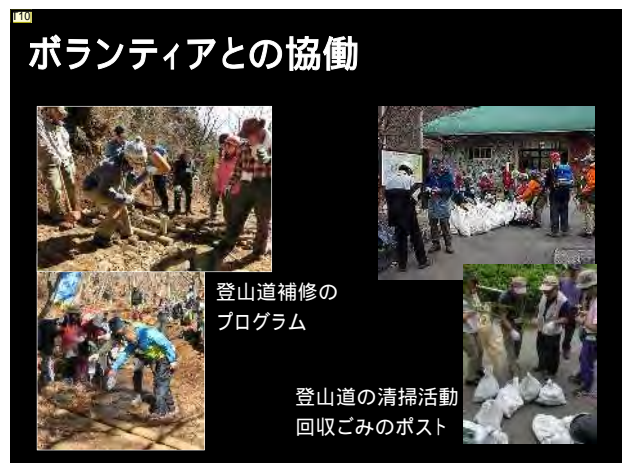 T10
ボランティアとの協働
登山道補修の
プログラム
登山道の清掃活動
回収ごみのポスト